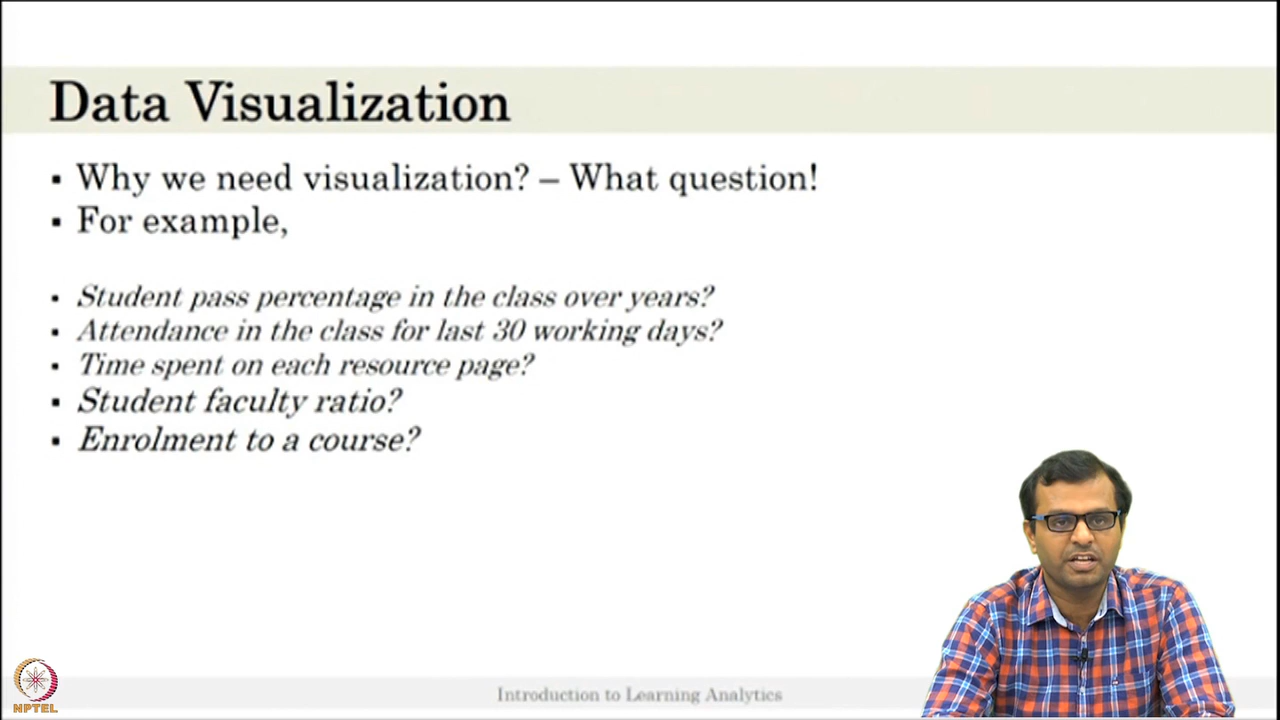 Data Visualization
▪ Why we need visualization? – What question!
▪ For example,
▪ Student pass percentage in the class over years?
▪ Attendance in the class for last 30 working days?
▪ Time spent on each resource page?
▪ Student faculty ratio?
▪ Enrolment to a course?
NPTEL
Introduction to Learning Analytics